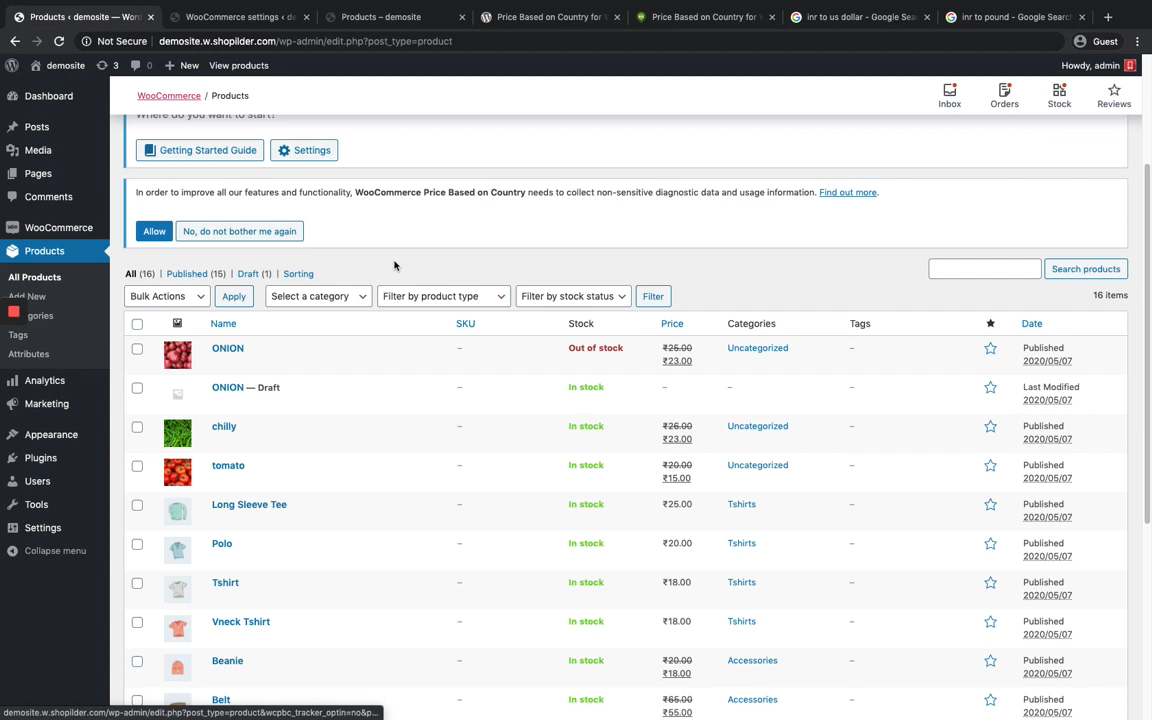 Products ‹ demosite — Wor
WooCommerce settings ‹ de
Products – demosite
Price Based on Country for
Price Based on Country for
inr to us dollar - Google Sea
inr to pound - Google Search
Not Secure demosite.w.shopilder.com/wp-admin/edit.php?post_type=product
Guest
demosite 3 0 New View products
Howdy, admin
Dashboard
Posts
Media
Pages
Comments
WooCommerce
Products
All Products
Add New
gories
Tags
Attributes
Analytics
Marketing
Appearance
Plugins
Users
Tools
Settings
Collapse menu
WooCommerce / Products
Inbox
Orders
Stock
Reviews
Where do you want to start?
Getting Started Guide
Settings
In order to improve all our features and functionality, WooCommerce Price Based on Country needs to collect non-sensitive diagnostic data and usage information. Find out more.
Allow
No, do not bother me again
All (16) | Published (15) | Draft (1) | Sorting
Search products
Bulk Actions
Apply
Select a category
Filter by product type
Filter by stock status
Filter
16 items
Name SKU Stock Price Categories Tags Date
ONION – Out of stock ₹25.00 Uncategorized – Published
₹23.00 2020/05/07
ONION — Draft – In stock – – – Last Modified
2020/05/07
chilly – In stock ₹26.00 Uncategorized – Published
₹23.00 2020/05/07
tomato – In stock ₹20.00 Uncategorized – Published
₹15.00 2020/05/07
Long Sleeve Tee – In stock ₹25.00 Tshirts – Published
2020/05/07
Polo – In stock ₹20.00 Tshirts – Published
2020/05/07
Tshirt – In stock ₹18.00 Tshirts – Published
2020/05/07
Vneck Tshirt – In stock ₹18.00 Tshirts – Published
2020/05/07
Beanie – In stock ₹20.00 Accessories – Published
₹18.00 2020/05/07
Belt – In stock ₹65.00 Accessories – Published
₹55.00 2020/05/07
demosite.w.shopilder.com/wp-admin/edit.php?post_type=product&wcpbc_tracker_optin=no&p...